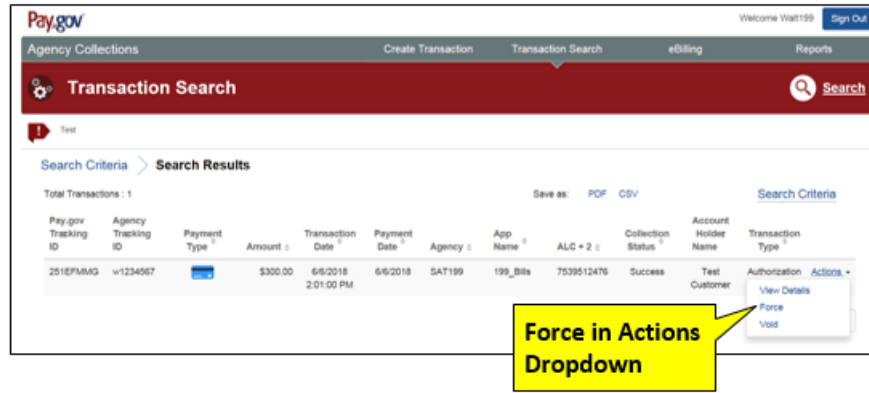 Pay.gov
Welcome Walt199 Sign Out
Agency Collections Create Transaction Transaction Search eBilling Reports
Transaction Search Search
! Test
Search Criteria Search Results
Total Transactions : 1 Save as: PDF CSV Search Criteria
Pay.gov Tracking ID Agency Tracking ID Payment Type Amount Transaction Date Payment Date Agency App Name ALC + 2 Collection Status Account Holder Name Transaction Type
251EFMMG w1234567 $300.00 6/6/2018 6/6/2018 SAT199 199_Bills 7539512476 Success Test Authorization Actions
2:01:00 PM Customer
View Details
Force
Void
Force in Actions
Dropdown